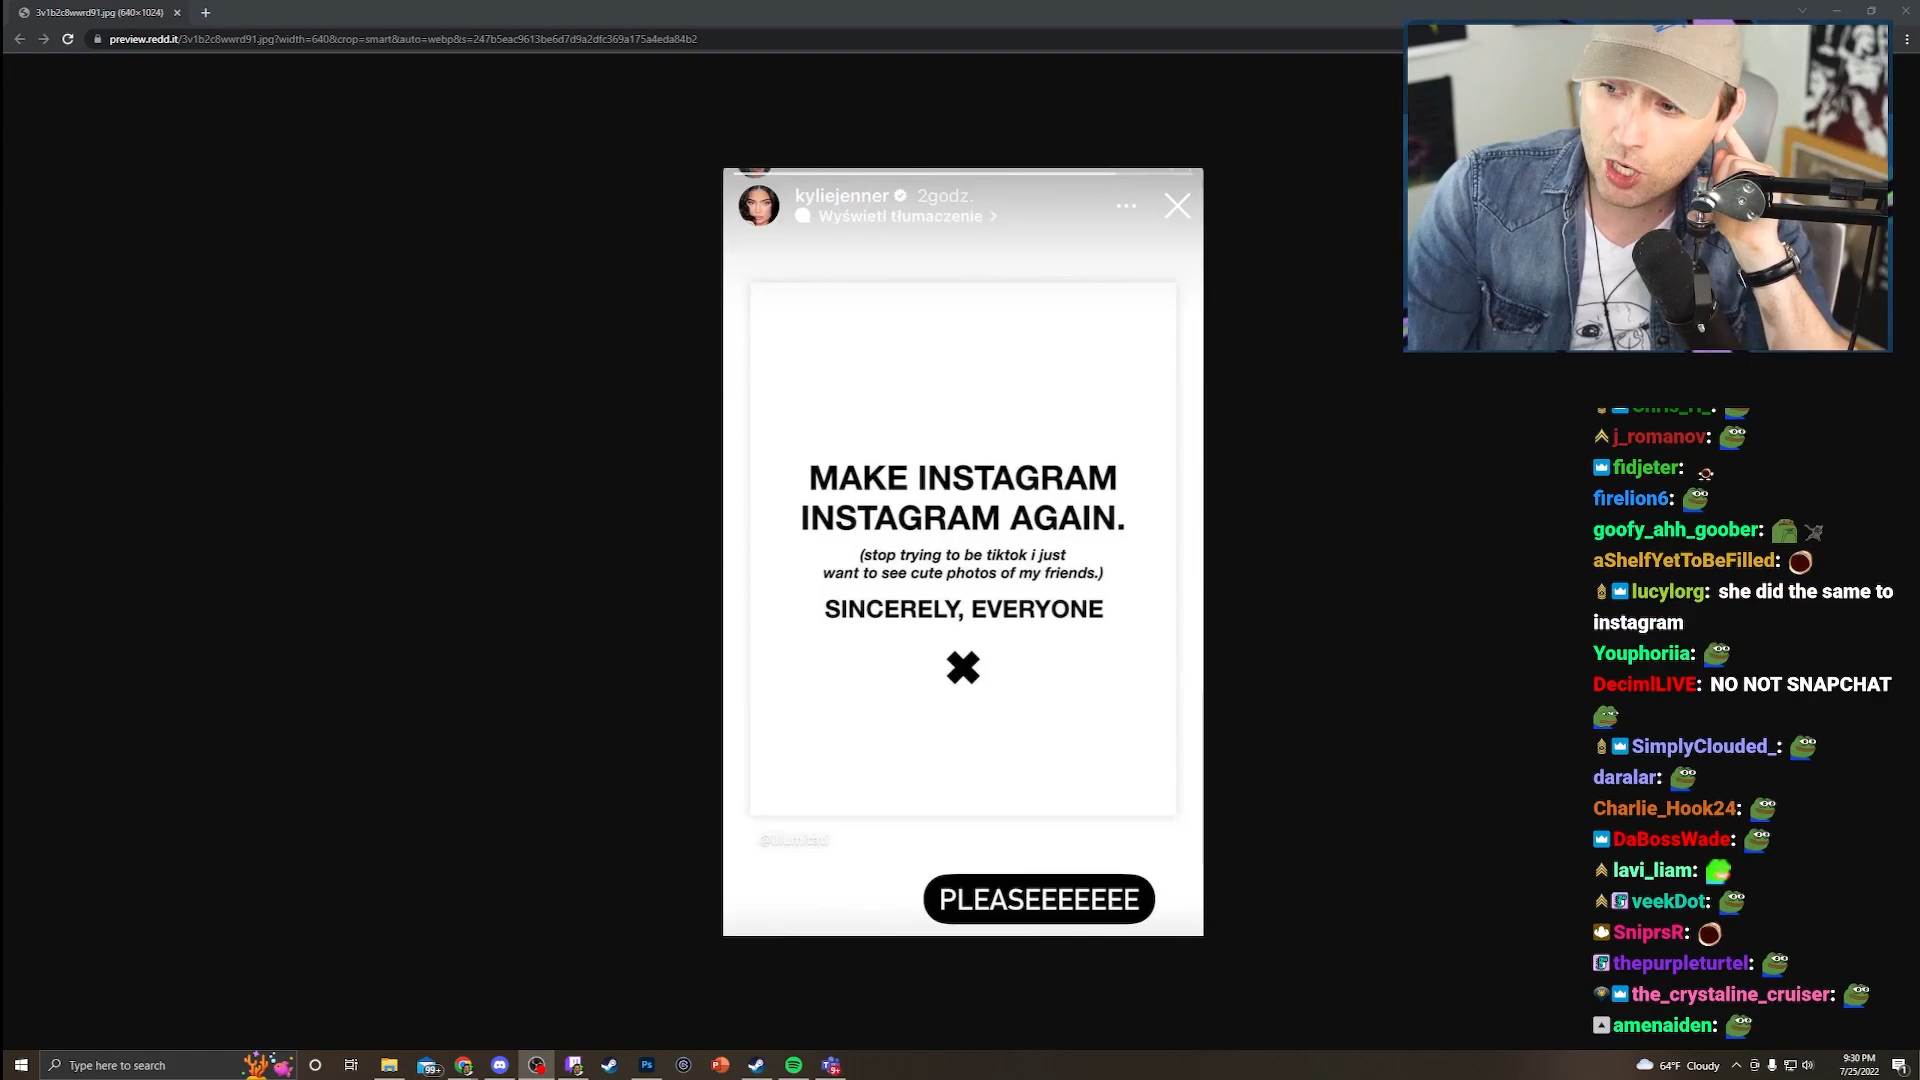 3v1b2c8wwrd91.jpg (640×1024)
preview.redd.it/3v1b2c8wwrd91.jpg?width=640&crop=smart&auto=webp&s=247b5eac9613be6d7d9a2dfc369a175a4eda84b2
kyliejenner 2godz.
Wyświetl tłumaczenie >
MAKE INSTAGRAM
INSTAGRAM AGAIN.
(stop trying to be tiktok i just
want to see cute photos of my friends.)
SINCERELY, EVERYONE
PLEASEEEEEEE
j_romanov:
fidjeter:
firelion6:
goofy_ahh_goober:
aShelfYetToBeFilled:
lucylorg: she did the same to
instagram
Youphoriia:
DecimlLIVE: NO NOT SNAPCHAT
SimplyClouded_:
daralar:
Charlie_Hook24:
DaBossWade:
lavi_liam:
veekDot:
SniprsR:
thepurpleturtel:
the_crystaline_cruiser:
amenaiden:
Type here to search
99+
Ps
9+
64°F Cloudy
9:30 PM
7/25/2022